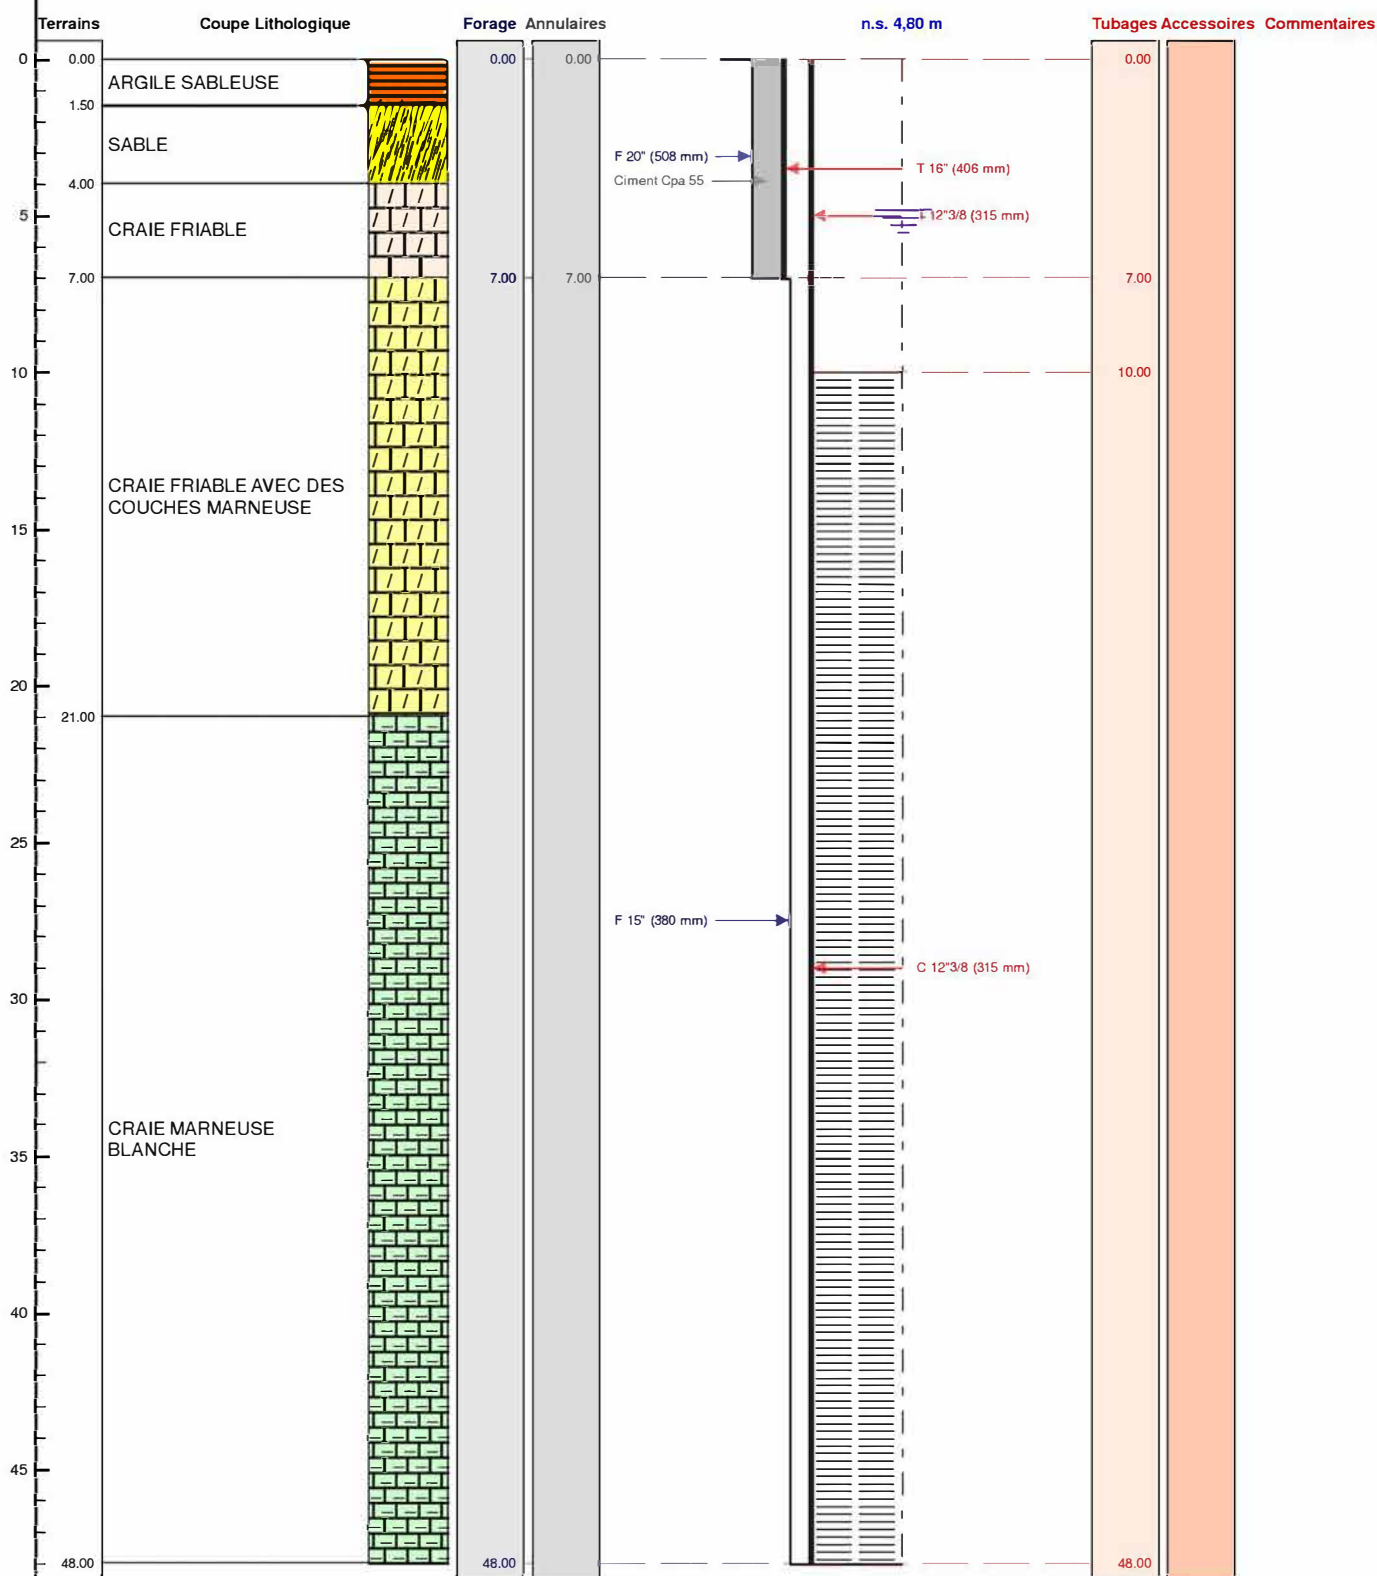 Terrains Coupe Lithologique Forage Annulaires n.s. 4,80 m Tubages Accessoires Commentaires
0 0.00 0.00 0.00 0.00
ARGILE SABLEUSE
1.50
SABLE
F 20" (508 mm) T 16" (406 mm)
Ciment Cpa 55
4.00
5 12"3/8 (315 mm)
CRAIE FRIABLE
7.00 7.00 7.00 7.00
10 10.00
CRAIE FRIABLE AVEC DES
COUCHES MARNEUSE
15
20
21.00
25
F 15" (380 mm)
C 12"3/8 (315 mm)
30
CRAIE MARNEUSE
BLANCHE
35
40
45
48.00 48.00 48.00